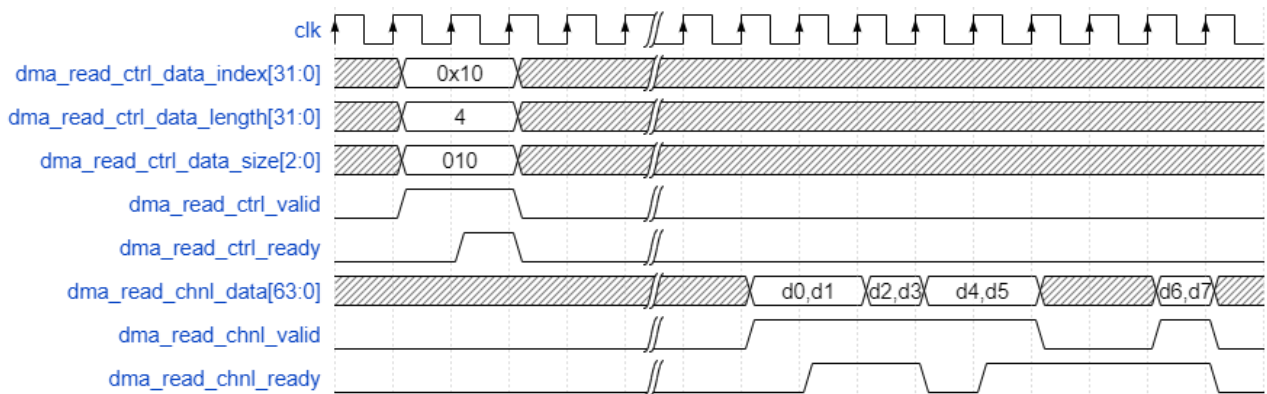 clk
dma_read_ctrl_data_index[31:0] 0x10
dma_read_ctrl_data_length[31:0] 4
dma_read_ctrl_data_size[2:0] 010
dma_read_ctrl_valid
dma_read_ctrl_ready
dma_read_chnl_data[63:0] d0,d1 d2,d3 d4,d5 d6,d7
dma_read_chnl_valid
dma_read_chnl_ready